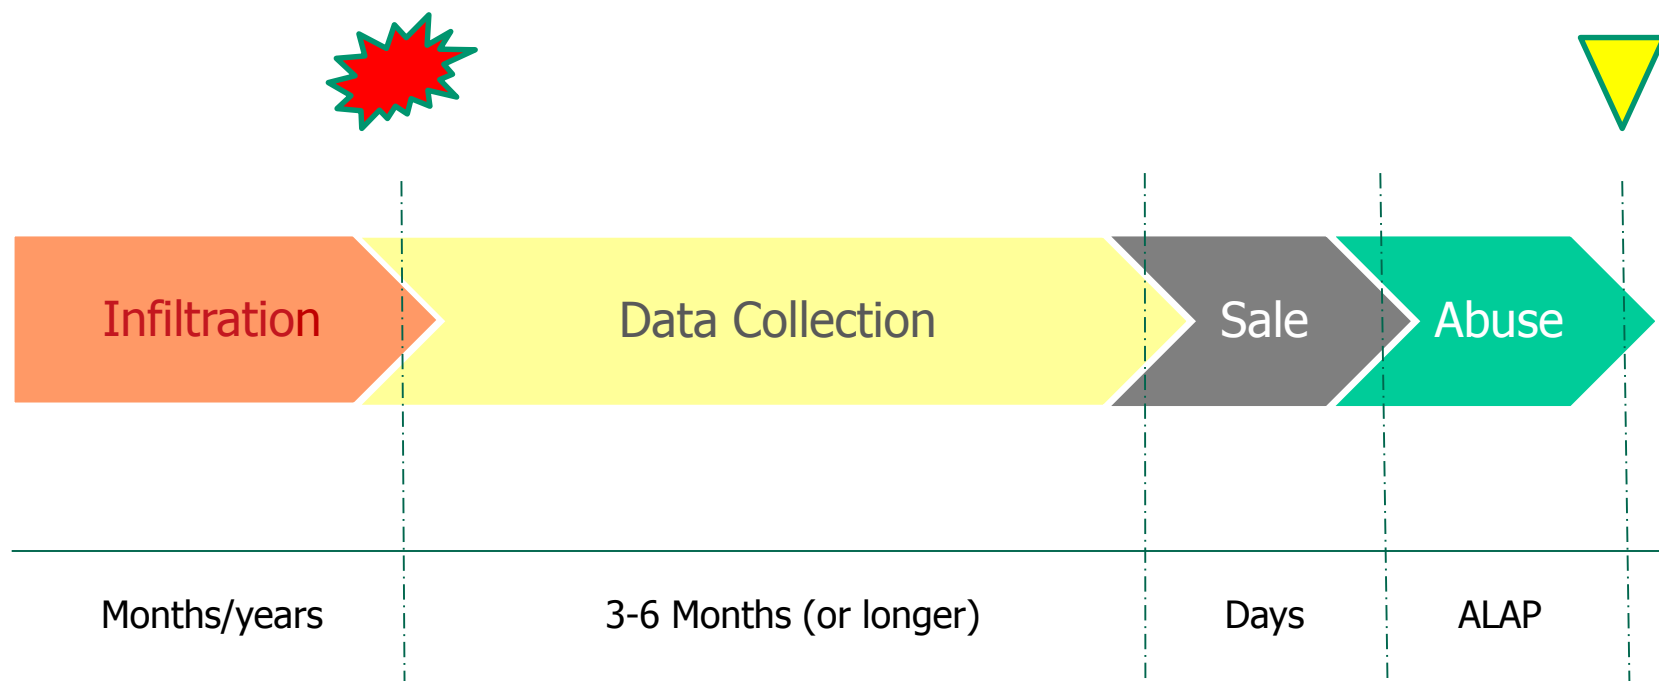 Infiltration
Data Collection
Sale
Abuse
Months/years
3-6 Months (or longer)
Days
ALAP